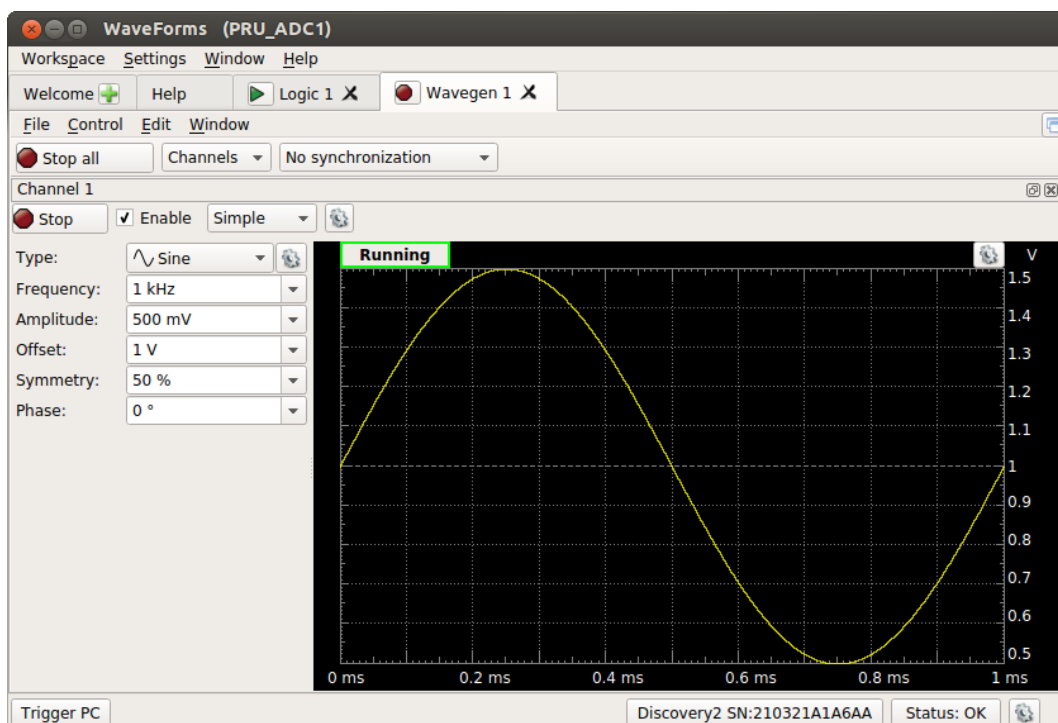 WaveForms (PRU_ADC1)
Workspace Settings Window Help
Welcome Help Logic 1 Wavegen 1
File Control Edit Window
Stop all Channels No synchronization
Channel 1
Stop Enable Simple
Type: Sine
Frequency: 1 kHz
Amplitude: 500 mV
Offset: 1 V
Symmetry: 50 %
Phase: 0 °
Running V
1.5
1.4
1.3
1.2
1.1
1
0.9
0.8
0.7
0.6
0.5
0 ms 0.2 ms 0.4 ms 0.6 ms 0.8 ms 1 ms
Trigger PC Discovery2 SN:210321A1A6AA Status: OK